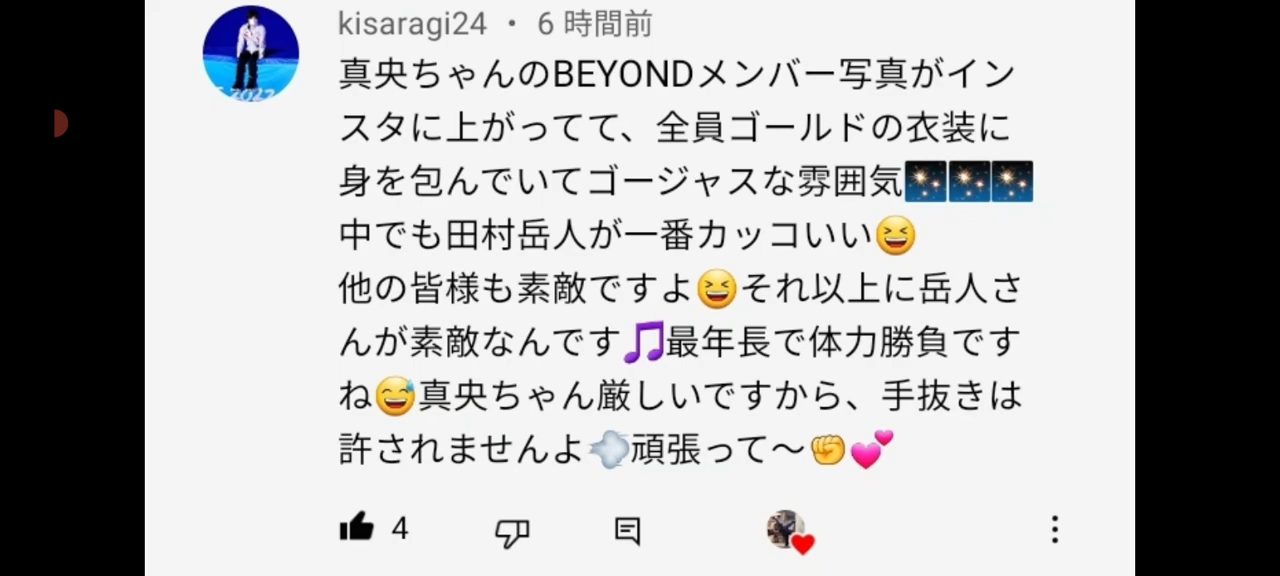 kisaragi24 • 6 時間前
真央ちゃんのBEYONDメンバー写真がイン
スタに上がってて、全員ゴールドの衣装に
身を包んでいてゴージャスな雰囲気🎇🎇🎇
中でも田村岳人が一番カッコいい😆
他の皆様も素敵ですよ😆それ以上に岳人さ
んが素敵なんです🎵最年長で体力勝負です
ね😅真央ちゃん厳しいですから、手抜きは
許されませんよ💨頑張って〜✊💕
4